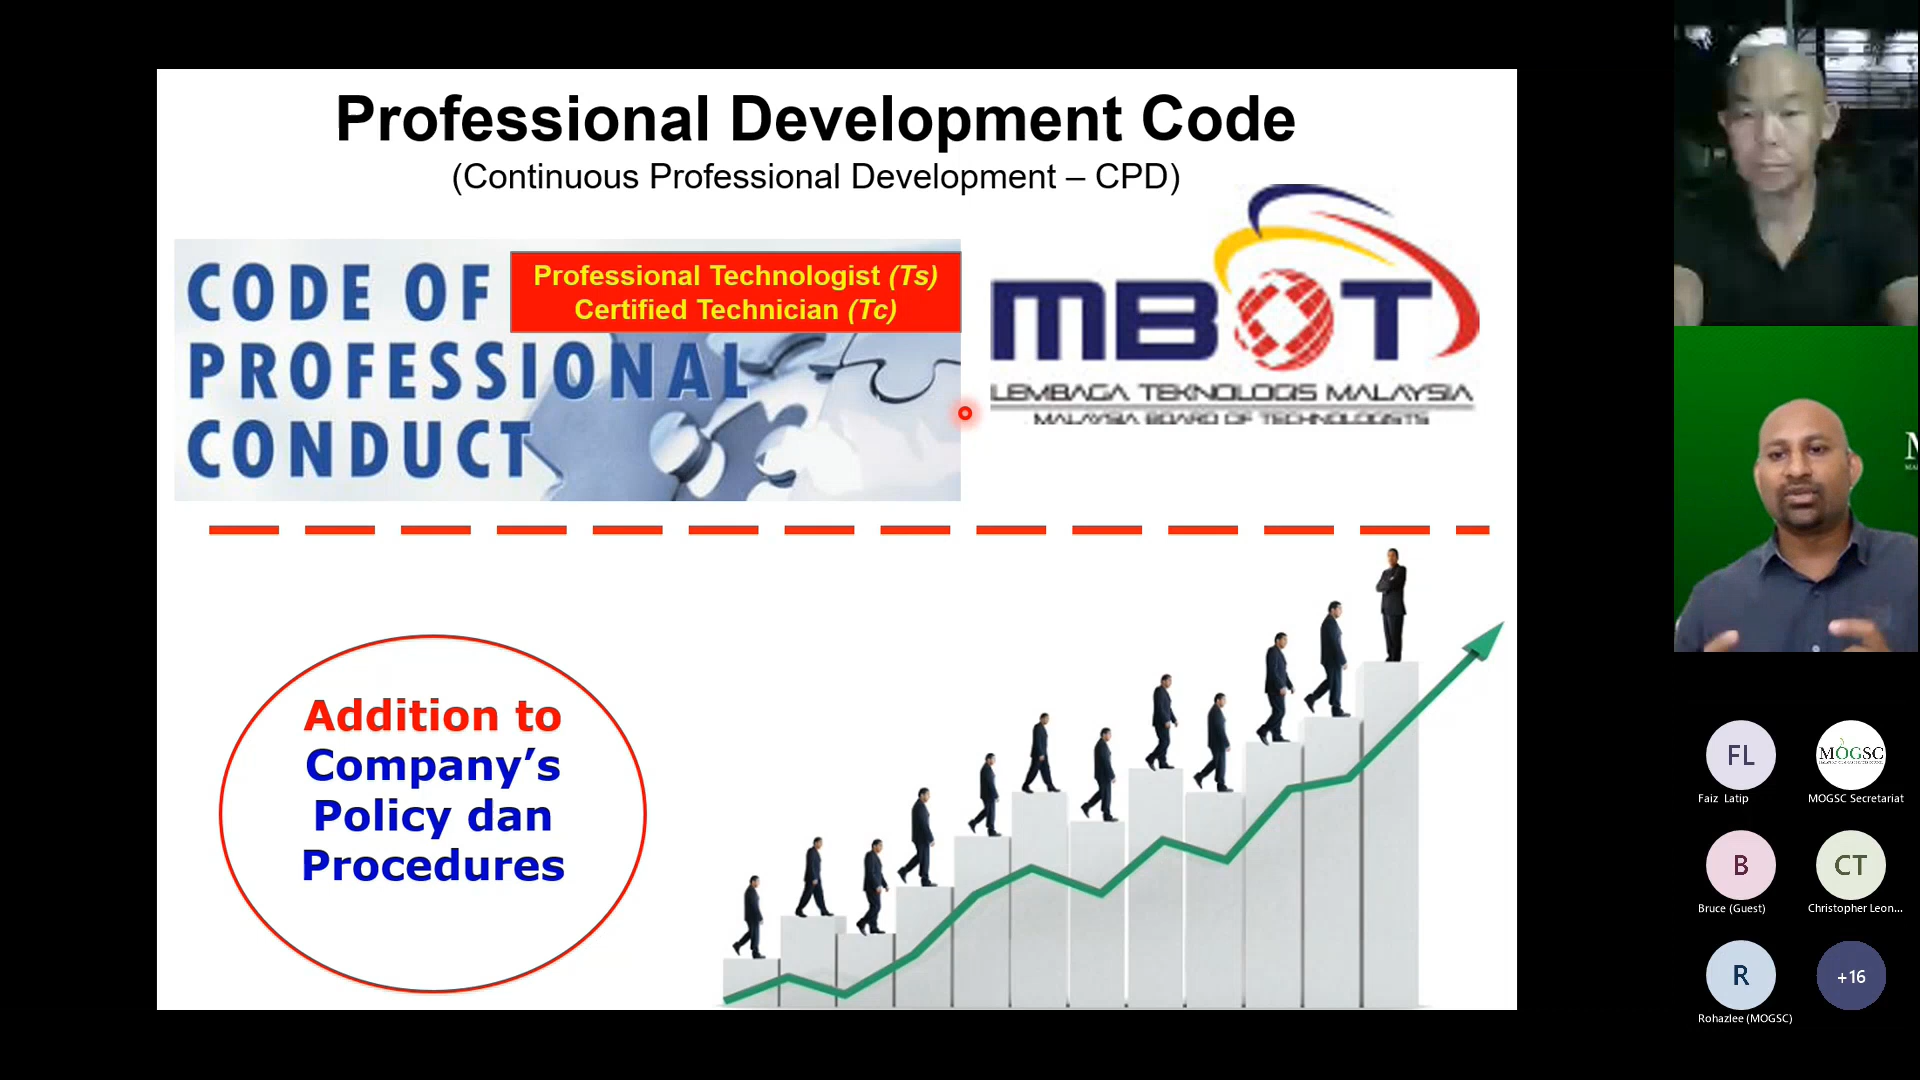 Professional Development Code
(Continuous Professional Development – CPD)
CODE OF
PROFESSIONAL
CONDUCT
Professional Technologist (Ts)
Certified Technician (Tc)
MBOT
LEMBAGA TEKNOLOGIS MALAYSIA
MALAYSIA BOARD OF TECHNOLOGISTS
Addition to
Company’s
Policy dan
Procedures
FL
Faiz Latip
MOGSC
MOGSC Secretariat
B
Bruce (Guest)
CT
Christopher Leon...
R
Rohazlee (MOGSC)
+16